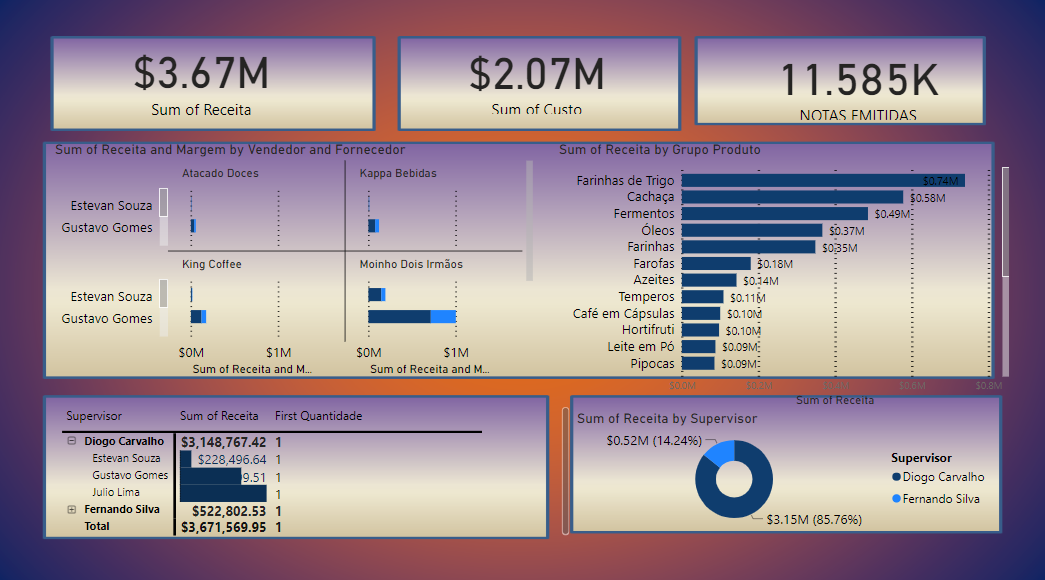 $3.67M
Sum of Receita
$2.07M
Sum of Custo
11.585K
NOTAS EMITIDAS
Sum of Receita and Margem by Vendedor and Fornecedor
Atacado Doces
Kappa Bebidas
Estevan Souza
Gustavo Gomes
King Coffee
Moinho Dois Irmãos
Estevan Souza
Gustavo Gomes
$0M $1M $0M $1M
Sum of Receita and M... Sum of Receita and M...
Sum of Receita by Grupo Produto
Farinhas de Trigo $0.74M
Cachaça $0.58M
Fermentos $0.49M
Óleos $0.37M
Farinhas $0.35M
Farofas $0.18M
Azeites $0.14M
Temperos $0.11M
Café em Cápsulas $0.10M
Hortifruti $0.10M
Leite em Pó $0.09M
Pipocas $0.09M
$0.0M $0.2M $0.4M $0.6M $0.8M
Sum of Receita
Supervisor Sum of Receita First Quantidade
Diogo Carvalho $3,148,767.42 1
Estevan Souza $228,496.64 1
Gustavo Gomes 9.51 1
Julio Lima 1
Fernando Silva $522,802.53 1
Total $3,671,569.95 1
Sum of Receita by Supervisor
$0.52M (14.24%)
$3.15M (85.76%)
Supervisor
Diogo Carvalho
Fernando Silva